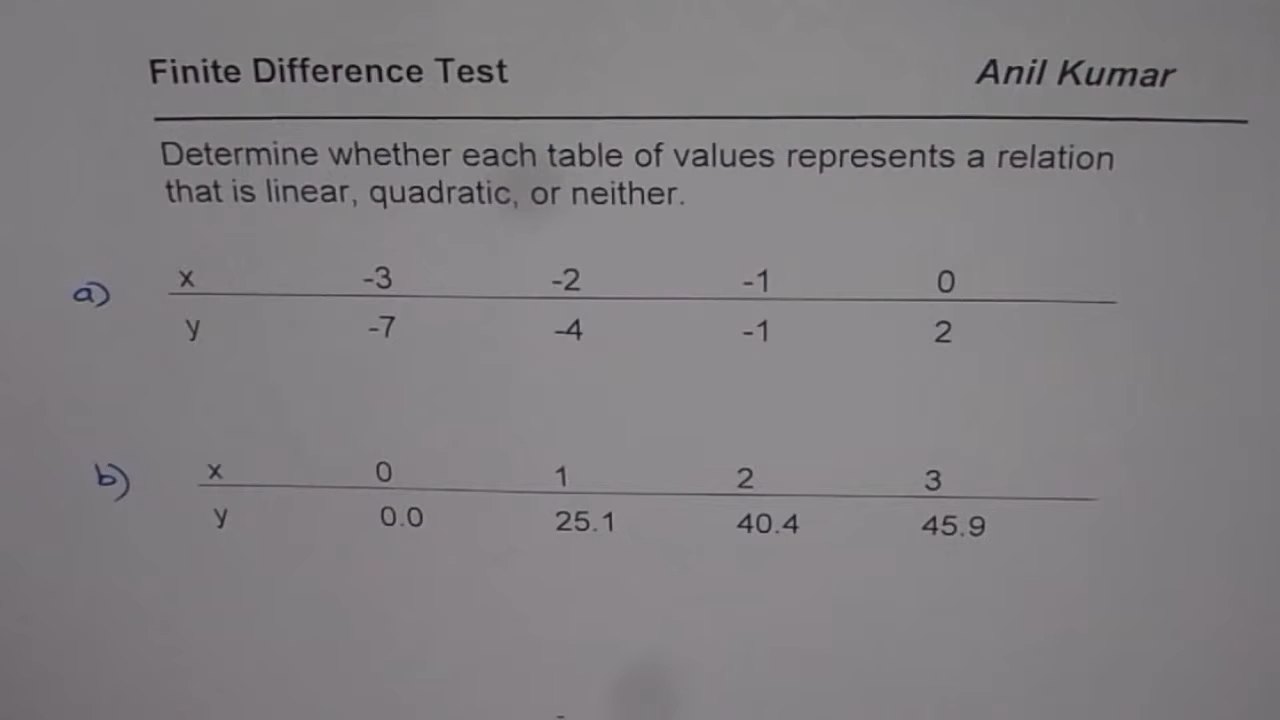 Finite Difference Test Anil Kumar
Determine whether each table of values represents a relation
that is linear, quadratic, or neither.
a) x -3 -2 -1 0
y -7 -4 -1 2
b) x 0 1 2 3
y 0.0 25.1 40.4 45.9